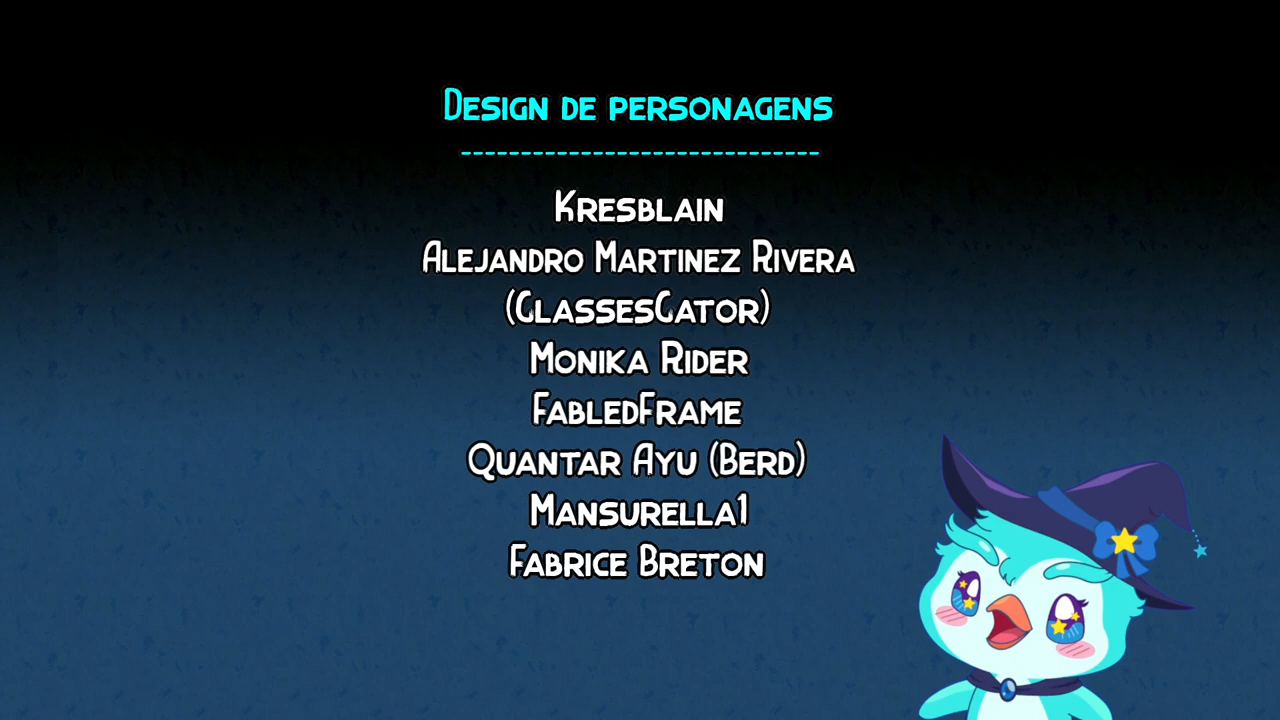 Design de personagens
------------------------------
Kresblain
Alejandro Martinez Rivera
(GlassesGator)
Monika Rider
FabledFrame
Quantar Ayu (Berd)
Mansurella1
Fabrice Breton